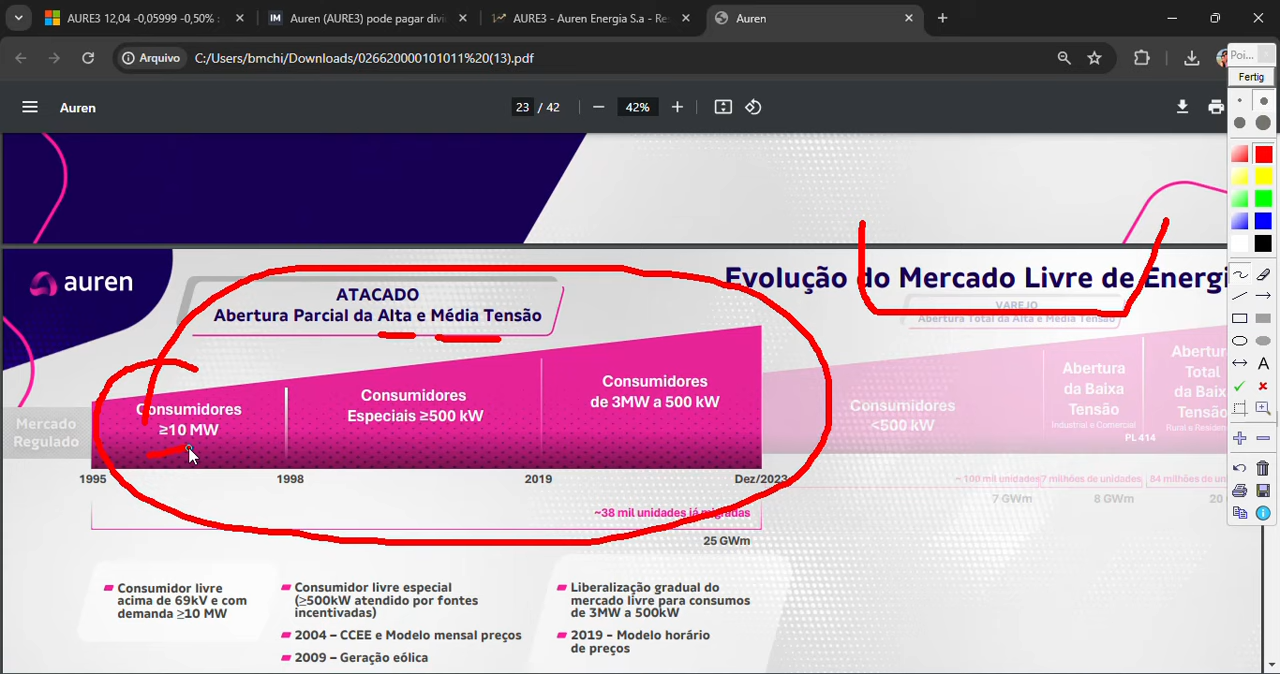 AURE3 12,04 -0,05999 -0,50%
Auren (AURE3) pode pagar divi
AURE3 - Auren Energia S.a - Re
Auren
Poi...
Arquivo
C:/Users/bmchi/Downloads/026620000101011%20(13).pdf
Fertig
Auren
23 / 42
42%
auren
Evolução do Mercado Livre de Energi
ATACADO
Abertura Parcial da Alta e Média Tensão
VAREJO
Abertura Total da Alta e Média Tensão
Mercado
Regulado
Consumidores
≥10 MW
Consumidores
Especiais ≥500 kW
Consumidores
de 3MW a 500 kW
Consumidores
<500 kW
Abertura
da Baixa
Tensão
Industrial e Comercial
PL 414
Abertura
Total
da Baixa
Tensão
Rural e Residen
1995
1998
2019
Dez/2023
~38 mil unidades já migradas
25 GWm
~ 100 mil unidades
7 GWm
7 milhões de unidades
8 GWm
84 milhões de un
20
Consumidor livre
acima de 69kV e com
demanda ≥10 MW
Consumidor livre especial
(≥500kW atendido por fontes
incentivadas)
2004 – CCEE e Modelo mensal preços
2009 – Geração eólica
Liberalização gradual do
mercado livre para consumos
de 3MW a 500kW
2019 - Modelo horário
de preços